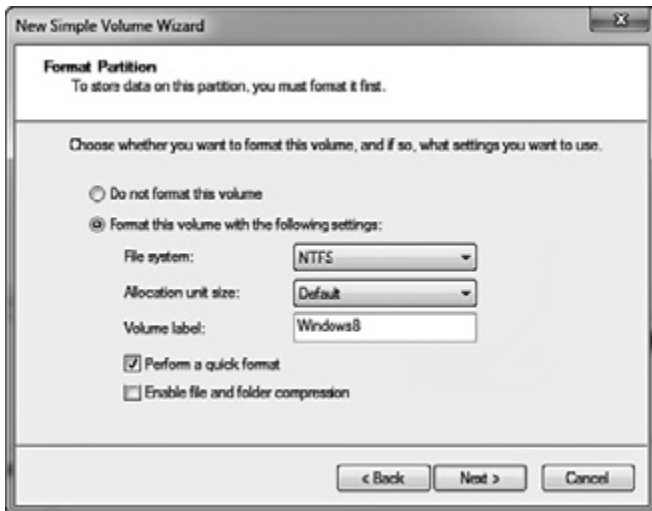 New Simple Volume Wizard
Format Partition
To store data on this partition, you must format it first.
Choose whether you want to format this volume, and if so, what settings you want to use.
Do not format this volume
Format this volume with the following settings:
File system: NTFS
Allocation unit size: Default
Volume label: Windows8
Perform a quick format
Enable file and folder compression
< Back Next > Cancel